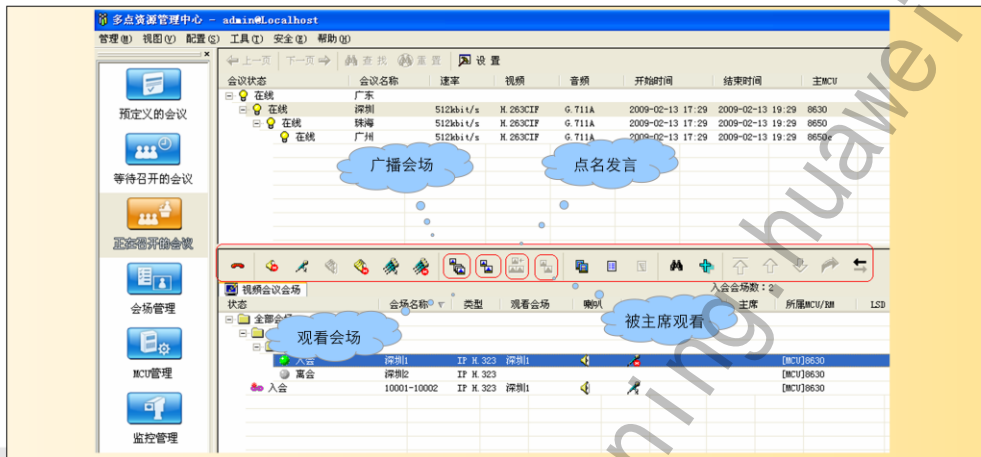 多点资源管理中心 - admin@Localhost
管理(M) 视图(V) 配置(S) 工具(T) 安全(E) 帮助(H)
上一页 下一页 查找 重置 设置
会议状态 会议名称 速率 视频 音频 开始时间 结束时间 主MCU
在线 广东
在线 深圳 512kbit/s H.263CIF G.711A 2009-02-13 17:29 2009-02-13 19:29 8630
在线 珠海 512kbit/s H.263CIF G.711A 2009-02-13 17:29 2009-02-13 19:29 8650
在线 广州 512kbit/s H.263CIF G.711A 2009-02-13 17:29 2009-02-13 19:29 8650c
预定义的会议
等待召开的会议
正在召开的会议
会场管理
MCU管理
监控管理
广播会场
点名发言
视频会议会场
入会会场数:2
状态 会场名称 类型 观看会场 喇叭 主席 所属MCU/RM LSD
全部会场
观看会场
被主席观看
入会 深圳1 IP H.323 深圳1 [MCU]8630
离会 深圳2 IP H.323 [MCU]8630
入会 10001-10002 IP H.323 深圳1 [MCU]8630
ning.huawei